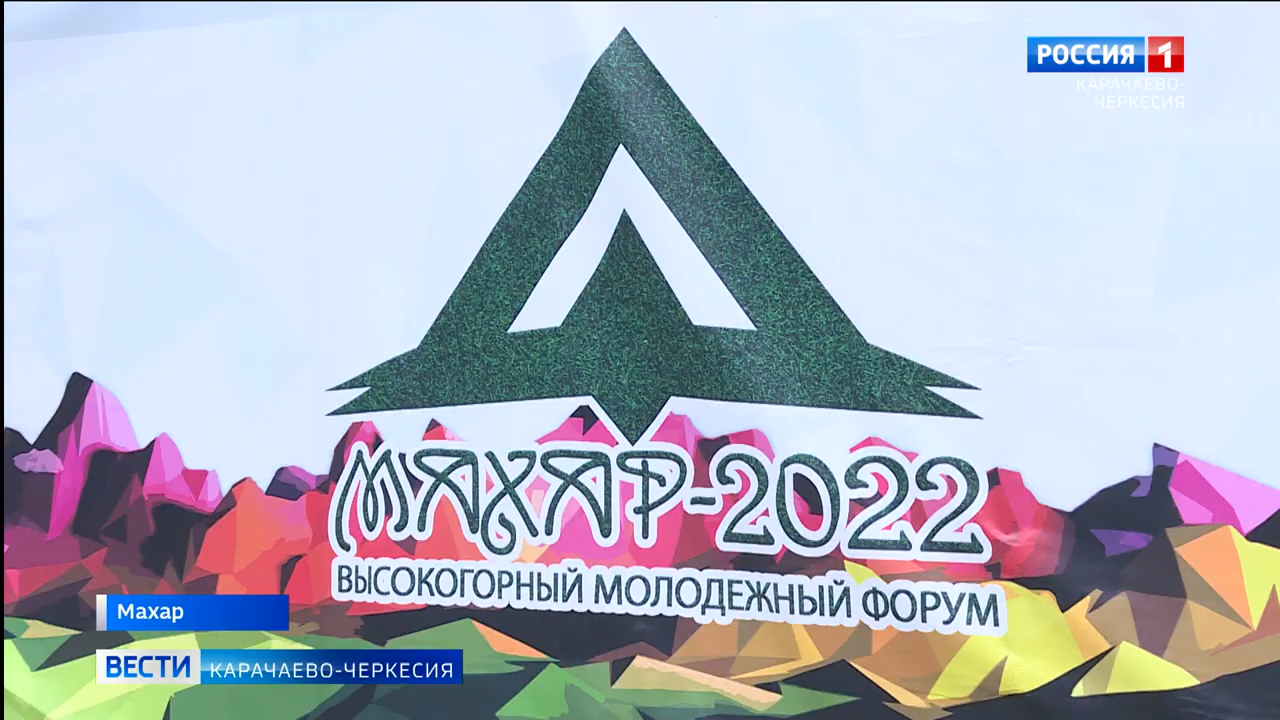 РОССИЯ 1
КАРАЧАЕВО-
ЧЕРКЕСИЯ
МАХАР-2022
ВЫСОКОГОРНЫЙ МОЛОДЕЖНЫЙ ФОРУМ
Махар
ВЕСТИ КАРАЧАЕВО-ЧЕРКЕСИЯ